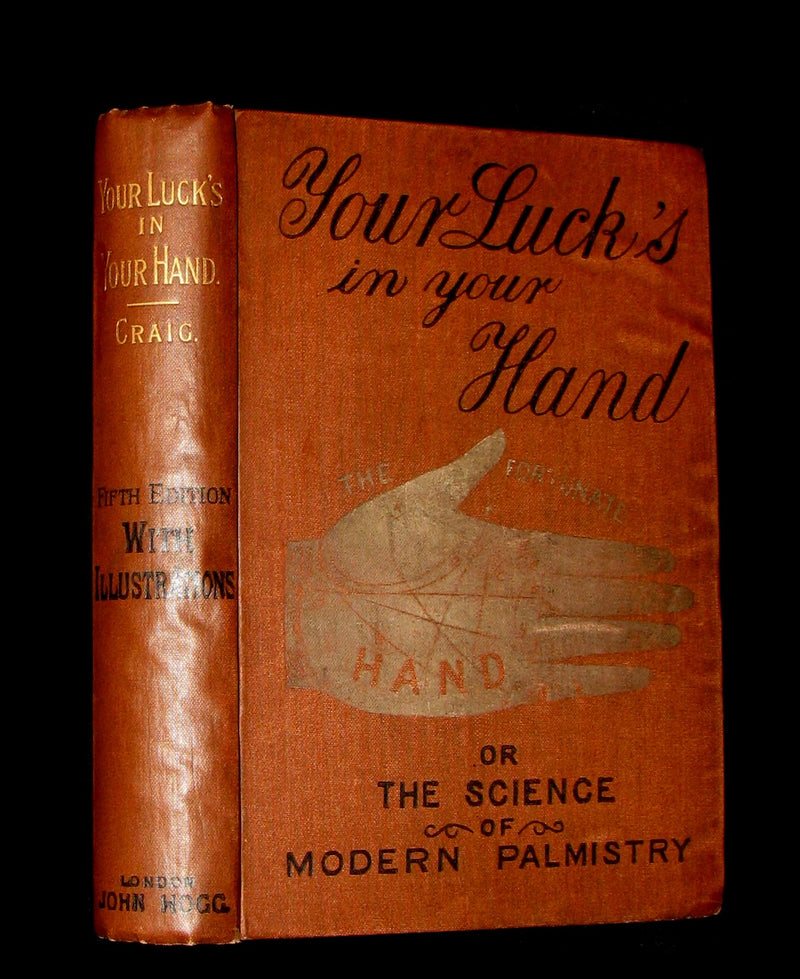 YOUR LUCK'S
IN
YOUR HAND.
CRAIG.
FIFTH EDITION
WITH
ILLUSTRATIONS
LONDON
JOHN HOGG.
Your Luck's
in your
Hand
THE FORTUNATE
HAND
OR
THE SCIENCE
OF
MODERN PALMISTRY